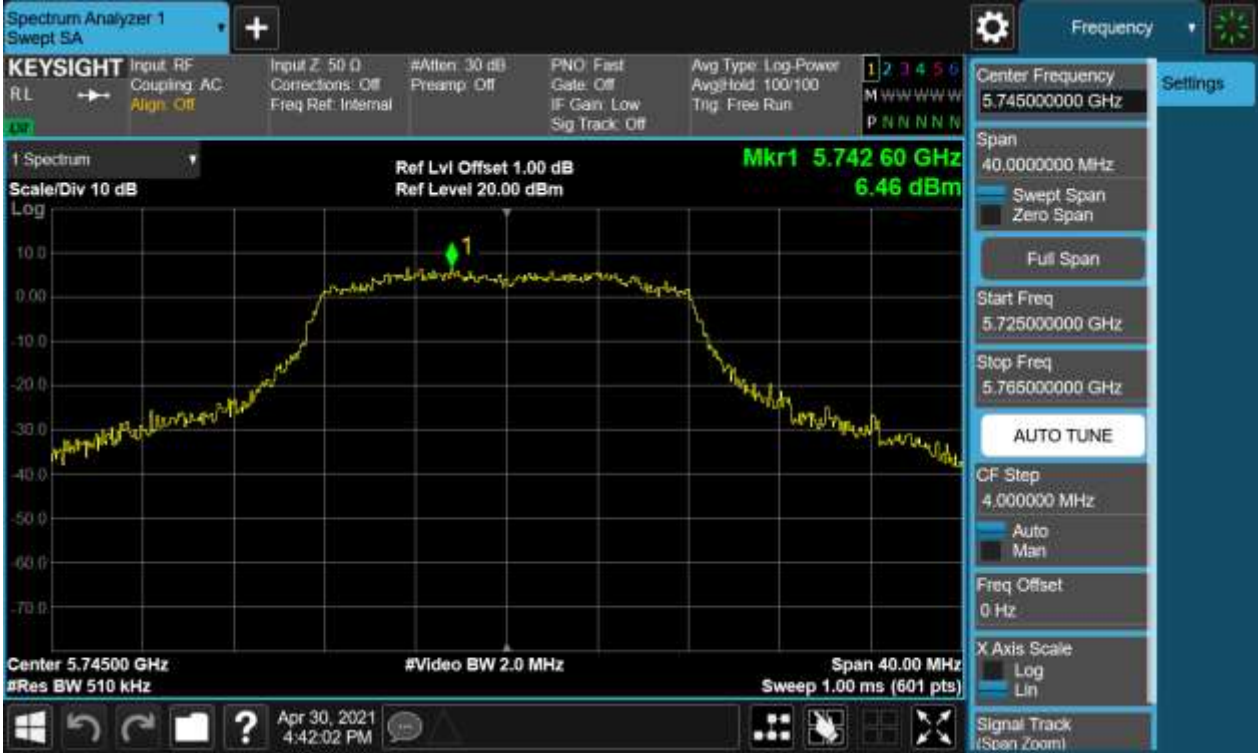 Spectrum Analyzer 1
Swept SA
+
Frequency
KEYSIGHT
RL
Input: RF
Coupling: AC
Align: Off
Input Z: 50 Ω
Corrections: Off
Freq Ref: Internal
#Atten: 30 dB
Preamp: Off
PNO: Fast
Gate: Off
IF Gain: Low
Sig Track: Off
Avg Type: Log-Power
Avg|Hold: 100/100
Trig: Free Run
1 2 3 4 5 6
M W W W W W
P N N N N N
Center Frequency
5.745000000 GHz
Settings
Span
40.0000000 MHz
Swept Span
Zero Span
Full Span
Start Freq
5.725000000 GHz
Stop Freq
5.765000000 GHz
AUTO TUNE
CF Step
4.000000 MHz
Auto
Man
Freq Offset
0 Hz
X Axis Scale
Log
Lin
Signal Track
(Span Zoom)
1 Spectrum
Scale/Div 10 dB
Log
Ref Lvl Offset 1.00 dB
Ref Level 20.00 dBm
Mkr1 5.742 60 GHz
6.46 dBm
1
10.0
0.00
-10.0
-20.0
-30.0
-40.0
-50.0
-60.0
-70.0
Center 5.74500 GHz
#Res BW 510 kHz
#Video BW 2.0 MHz
Span 40.00 MHz
Sweep 1.00 ms (601 pts)
?
Apr 30, 2021
4:42:02 PM